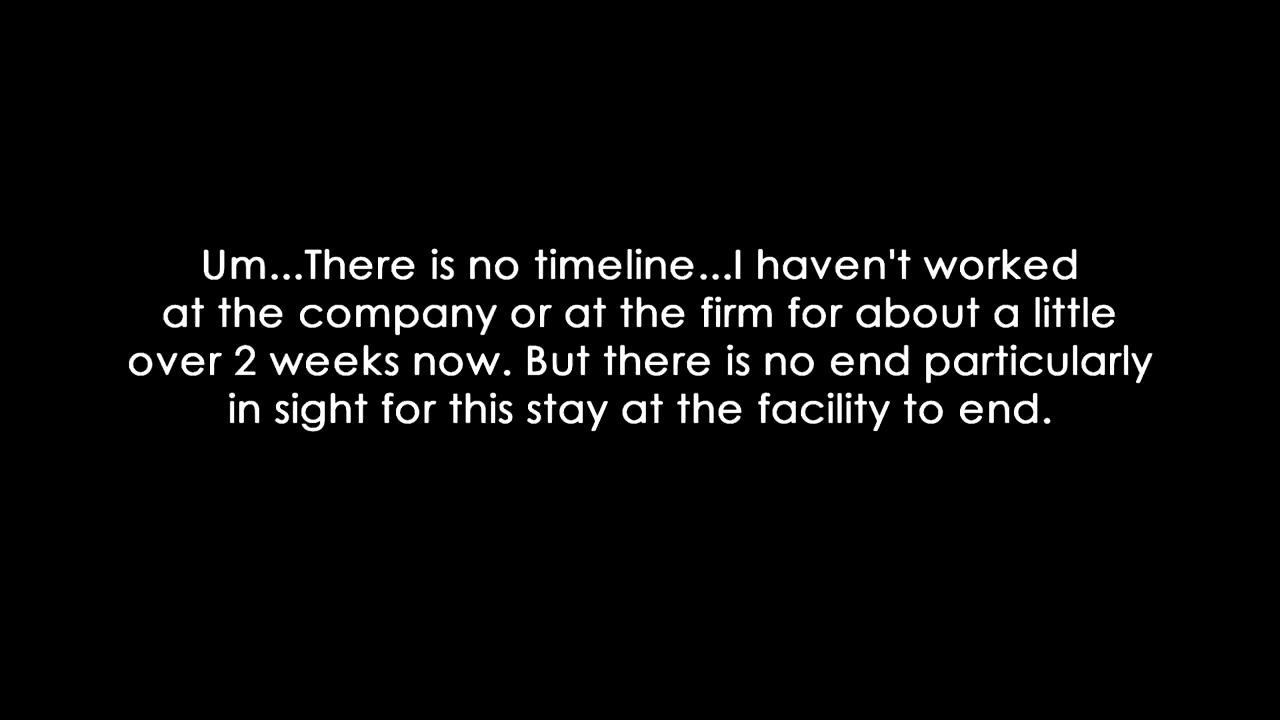 Um...There is no timeline...I haven't worked
at the company or at the firm for about a little
over 2 weeks now. But there is no end particularly
in sight for this stay at the facility to end.